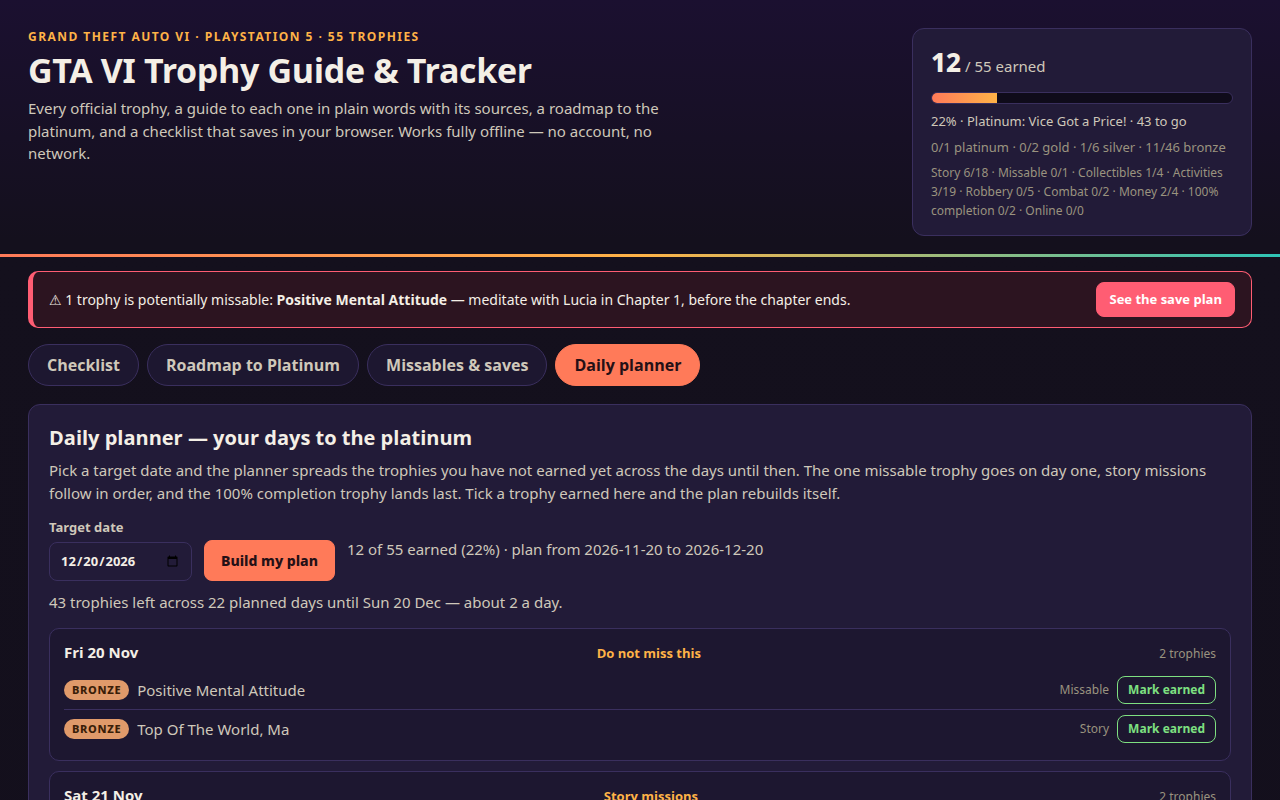 GRAND THEFT AUTO VI · PLAYSTATION 5 · 55 TROPHIES
GTA VI Trophy Guide & Tracker
Every official trophy, a guide to each one in plain words with its sources, a roadmap to the
platinum, and a checklist that saves in your browser. Works fully offline — no account, no
network.
12 / 55 earned
22% · Platinum: Vice Got a Price! · 43 to go
0/1 platinum · 0/2 gold · 1/6 silver · 11/46 bronze
Story 6/18 · Missable 0/1 · Collectibles 1/4 · Activities
3/19 · Robbery 0/5 · Combat 0/2 · Money 2/4 · 100%
completion 0/2 · Online 0/0
⚠ 1 trophy is potentially missable: Positive Mental Attitude — meditate with Lucia in Chapter 1, before the chapter ends.
See the save plan
Checklist
Roadmap to Platinum
Missables & saves
Daily planner
Daily planner — your days to the platinum
Pick a target date and the planner spreads the trophies you have not earned yet across the days until then. The one missable trophy goes on day one, story missions
follow in order, and the 100% completion trophy lands last. Tick a trophy earned here and the plan rebuilds itself.
Target date
12/20/2026
Build my plan
12 of 55 earned (22%) · plan from 2026-11-20 to 2026-12-20
43 trophies left across 22 planned days until Sun 20 Dec — about 2 a day.
Fri 20 Nov
Do not miss this
2 trophies
BRONZE Positive Mental Attitude
Missable
Mark earned
BRONZE Top Of The World, Ma
Story
Mark earned
Sat 21 Nov
Story missions
2 trophies